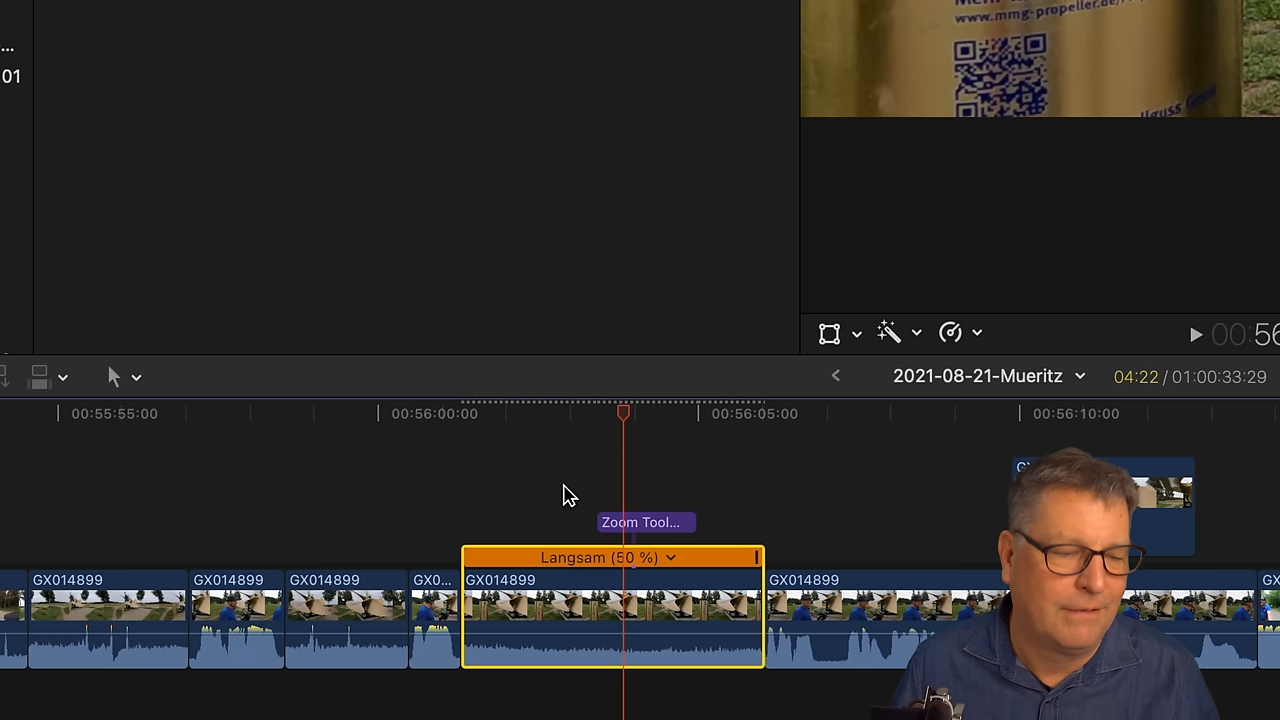 www.mmg-propeller.de/
...
01
00:56
2021-08-21-Mueritz
04:22 / 01:00:33:29
00:55:55:00
00:56:00:00
00:56:05:00
00:56:10:00
Zoom Tool...
Langsam (50 %)
GX014899
GX014899
GX014899
GX0...
GX014899
GX014899